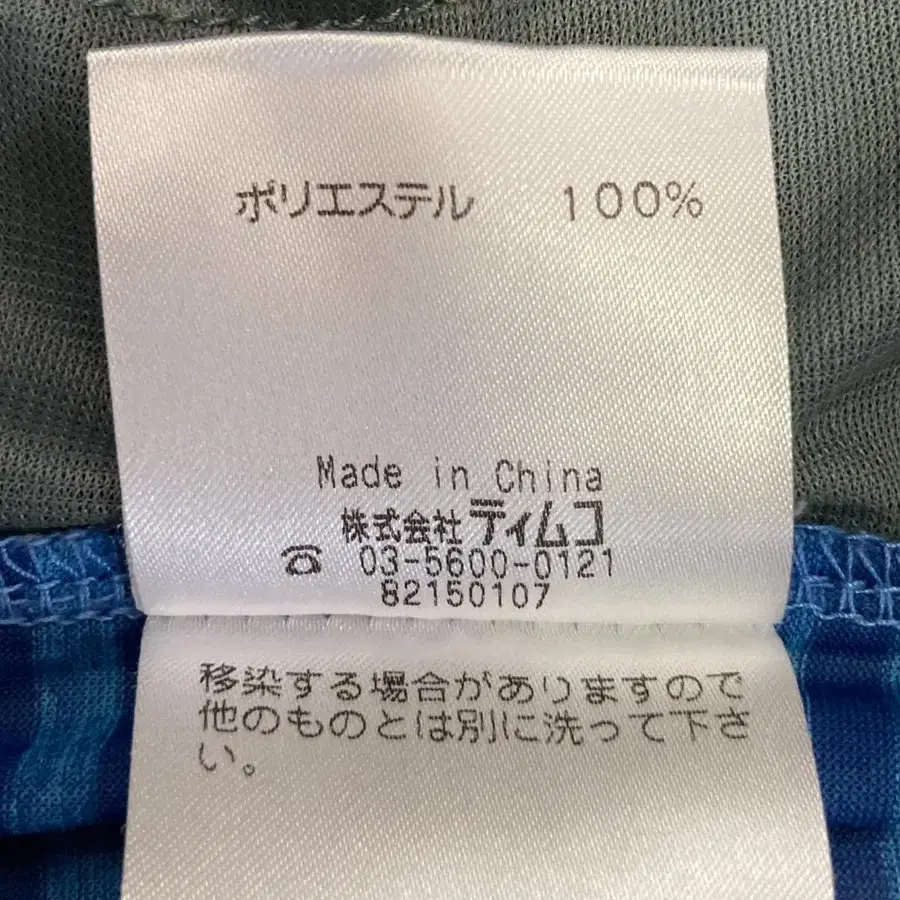 ポリエステル 100%
Made in China
株式会社 ティムコ
☎ 03-5600-0121
82150107
移染する場合がありますので
他のものとは別に洗って下さ
い。